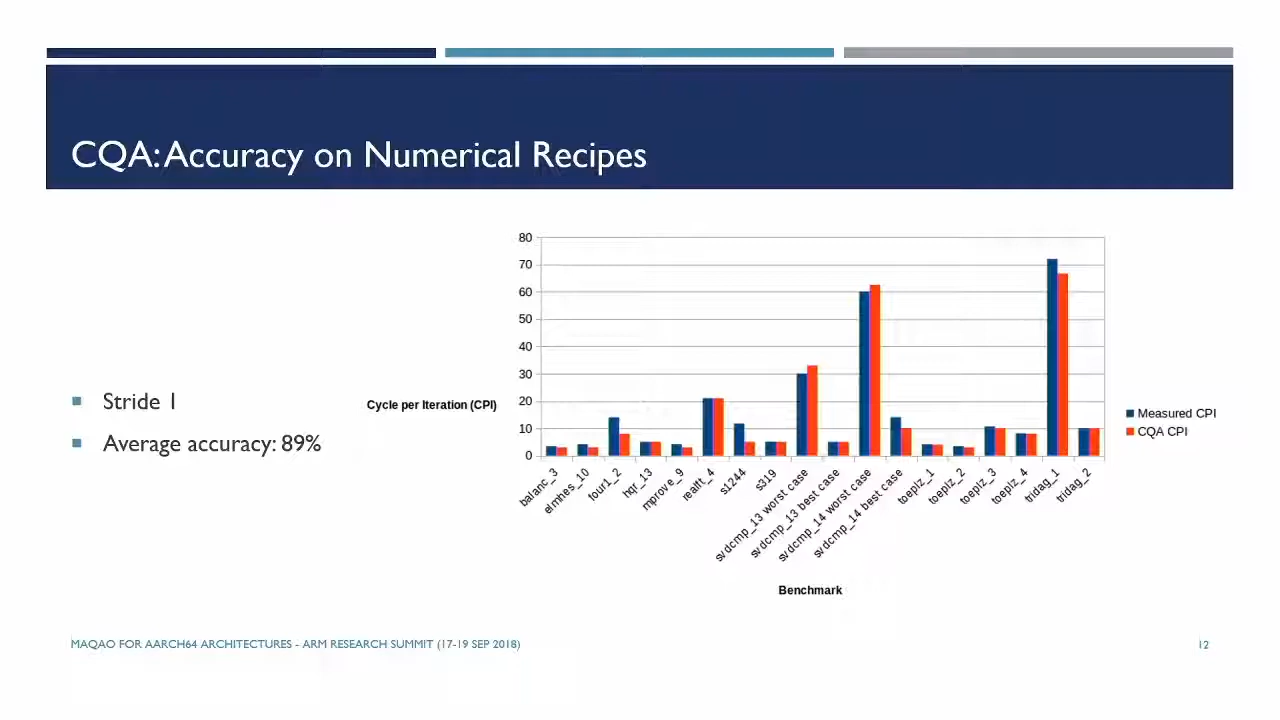 CQA: Accuracy on Numerical Recipes
Stride 1
Average accuracy: 89%
Cycle per Iteration (CPI)
80
70
60
50
40
30
20
10
0
balanc_3
elmhes_10
four1_2
hqr_13
mprove_9
realft_4
s1244
s319
svdcmp_13 worst case
svdcmp_13 best case
svdcmp_14 worst case
svdcmp_14 best case
toeplz_1
toeplz_2
toeplz_3
toeplz_4
tridag_1
tridag_2
Benchmark
Measured CPI
CQA CPI
MAQAO FOR AARCH64 ARCHITECTURES - ARM RESEARCH SUMMIT (17-19 SEP 2018)
12